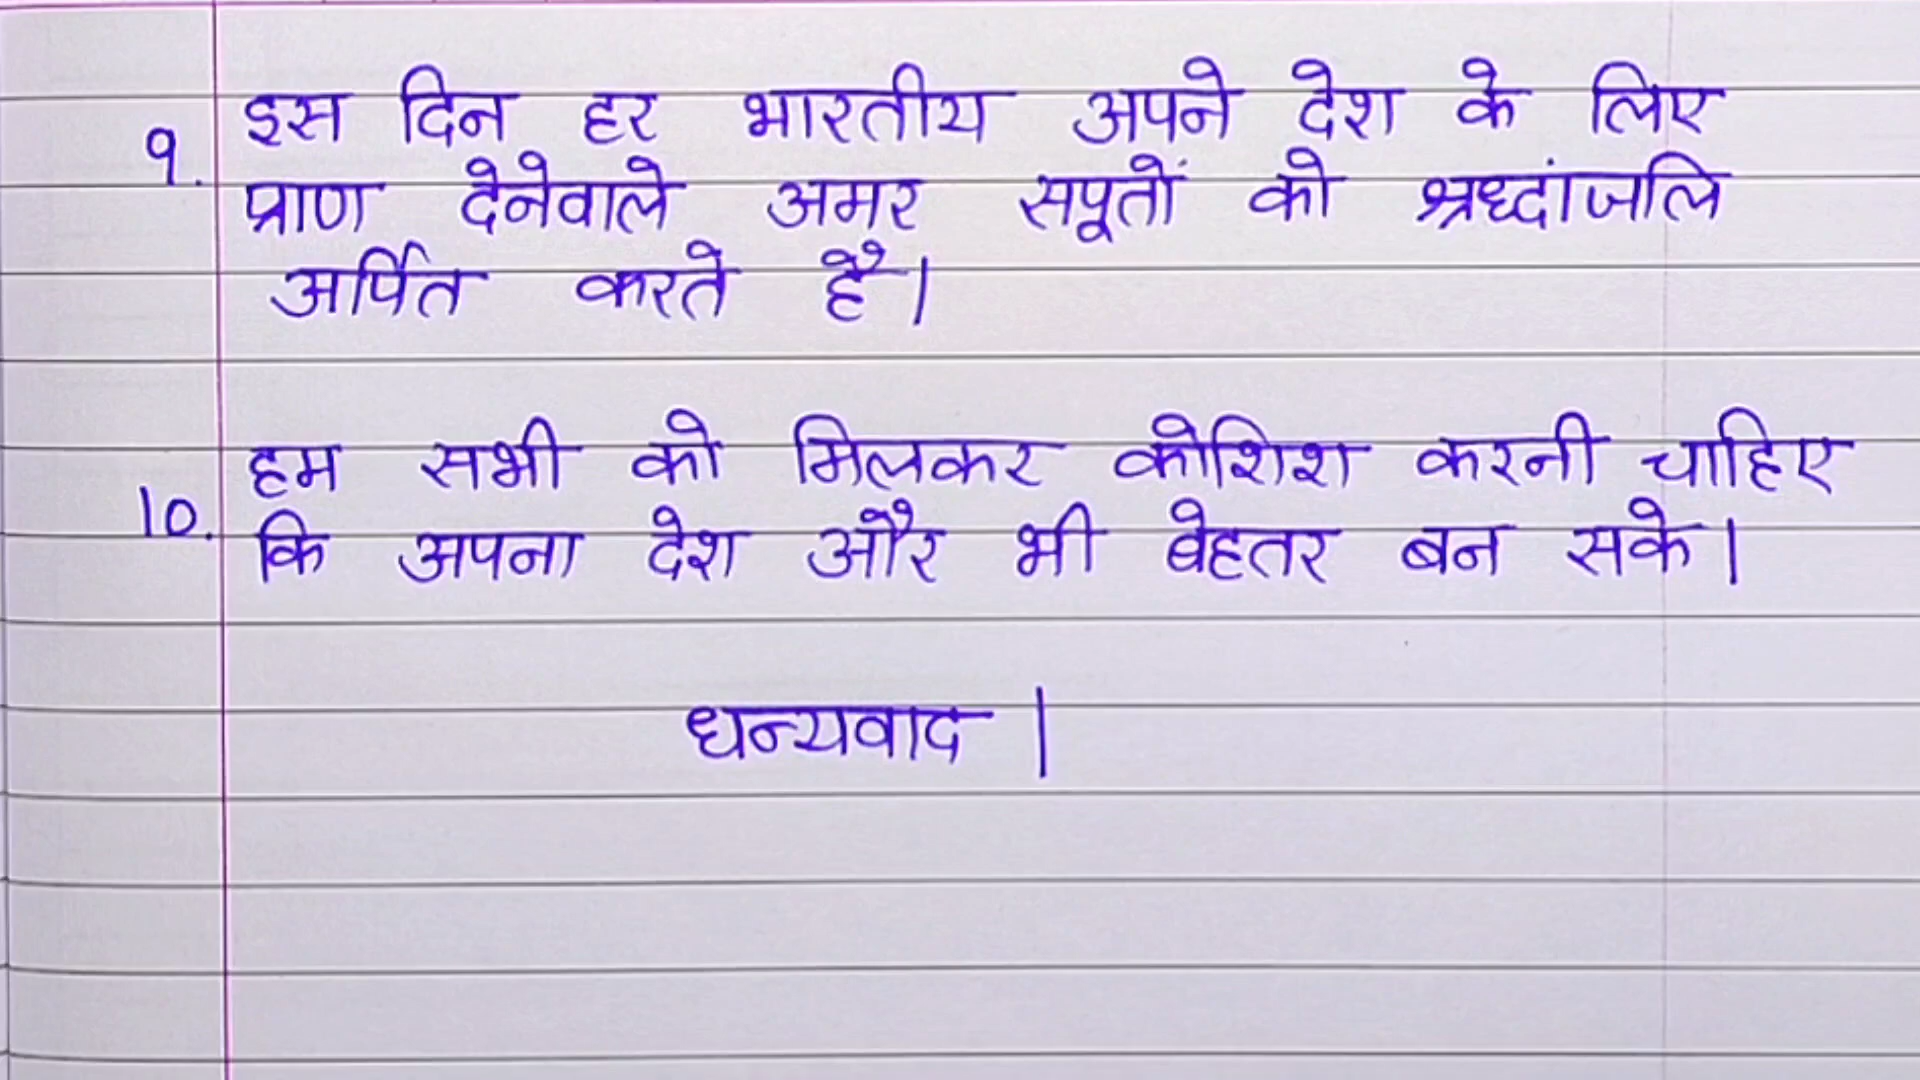 9. इस दिन हर भारतीय अपने देश के लिए
प्राण देनेवाले अमर सपूतों को श्रध्दांजलि
अर्पित करते है।
हम सभी को मिलकर कोशिश करनी चाहिए
10. कि अपना देश और भी बेहतर बन सके।
धन्यवाद।